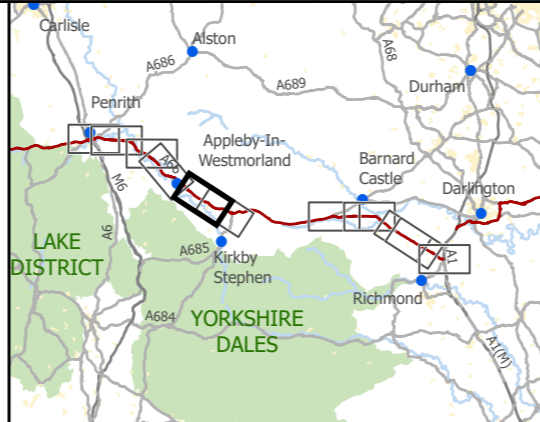 Carlisle
Alston
A686
A689
A68
Durham
Penrith
Appleby-In-
Westmorland
A66
Barnard
Castle
Darlington
M6
A6
LAKE
DISTRICT
A685
Kirkby
Stephen
A1
Richmond
A684
YORKSHIRE
DALES
A1(M)